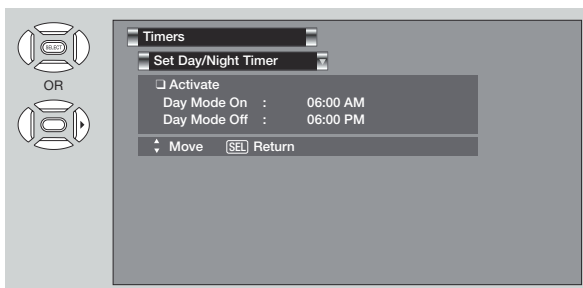 SELECT
OR
Timers
Set Day/Night Timer
❏ Activate
Day Mode On : 06:00 AM
Day Mode Off : 06:00 PM
Move SEL Return